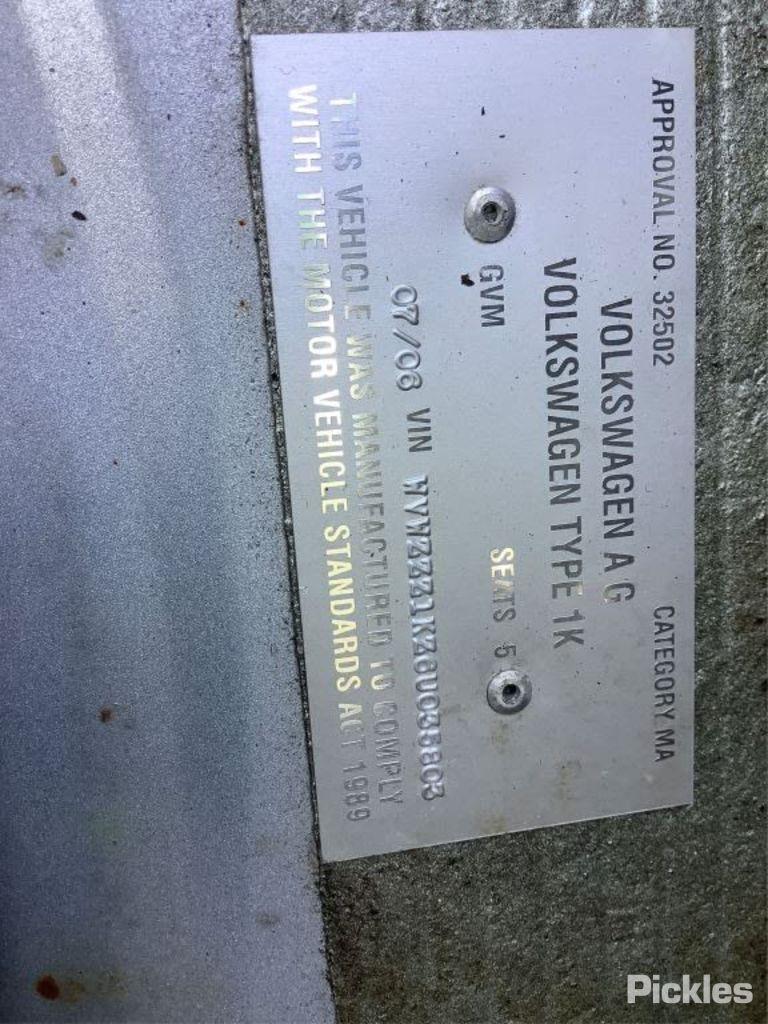 APPROVAL NO. 32502 CATEGORY MA
VOLKSWAGEN A G
VOLKSWAGEN TYPE 1K
GVM SEATS 5
07/06 VIN WVWZZZ1KZ6U035803
THIS VEHICLE WAS MANUFACTURED TO COMPLY
WITH THE MOTOR VEHICLE STANDARDS ACT 1989
Pickles